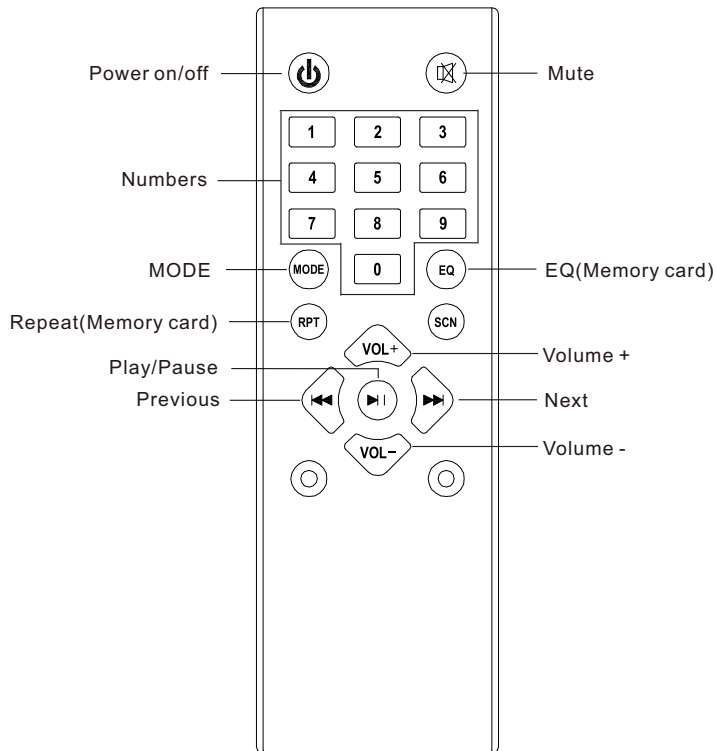 Power on/off
Mute
1 2 3
Numbers
4 5 6
7 8 9
MODE
MODE
0
EQ
EQ(Memory card)
Repeat(Memory card)
RPT
SCN
VOL+
Volume +
Play/Pause
Previous
Next
VOL-
Volume -